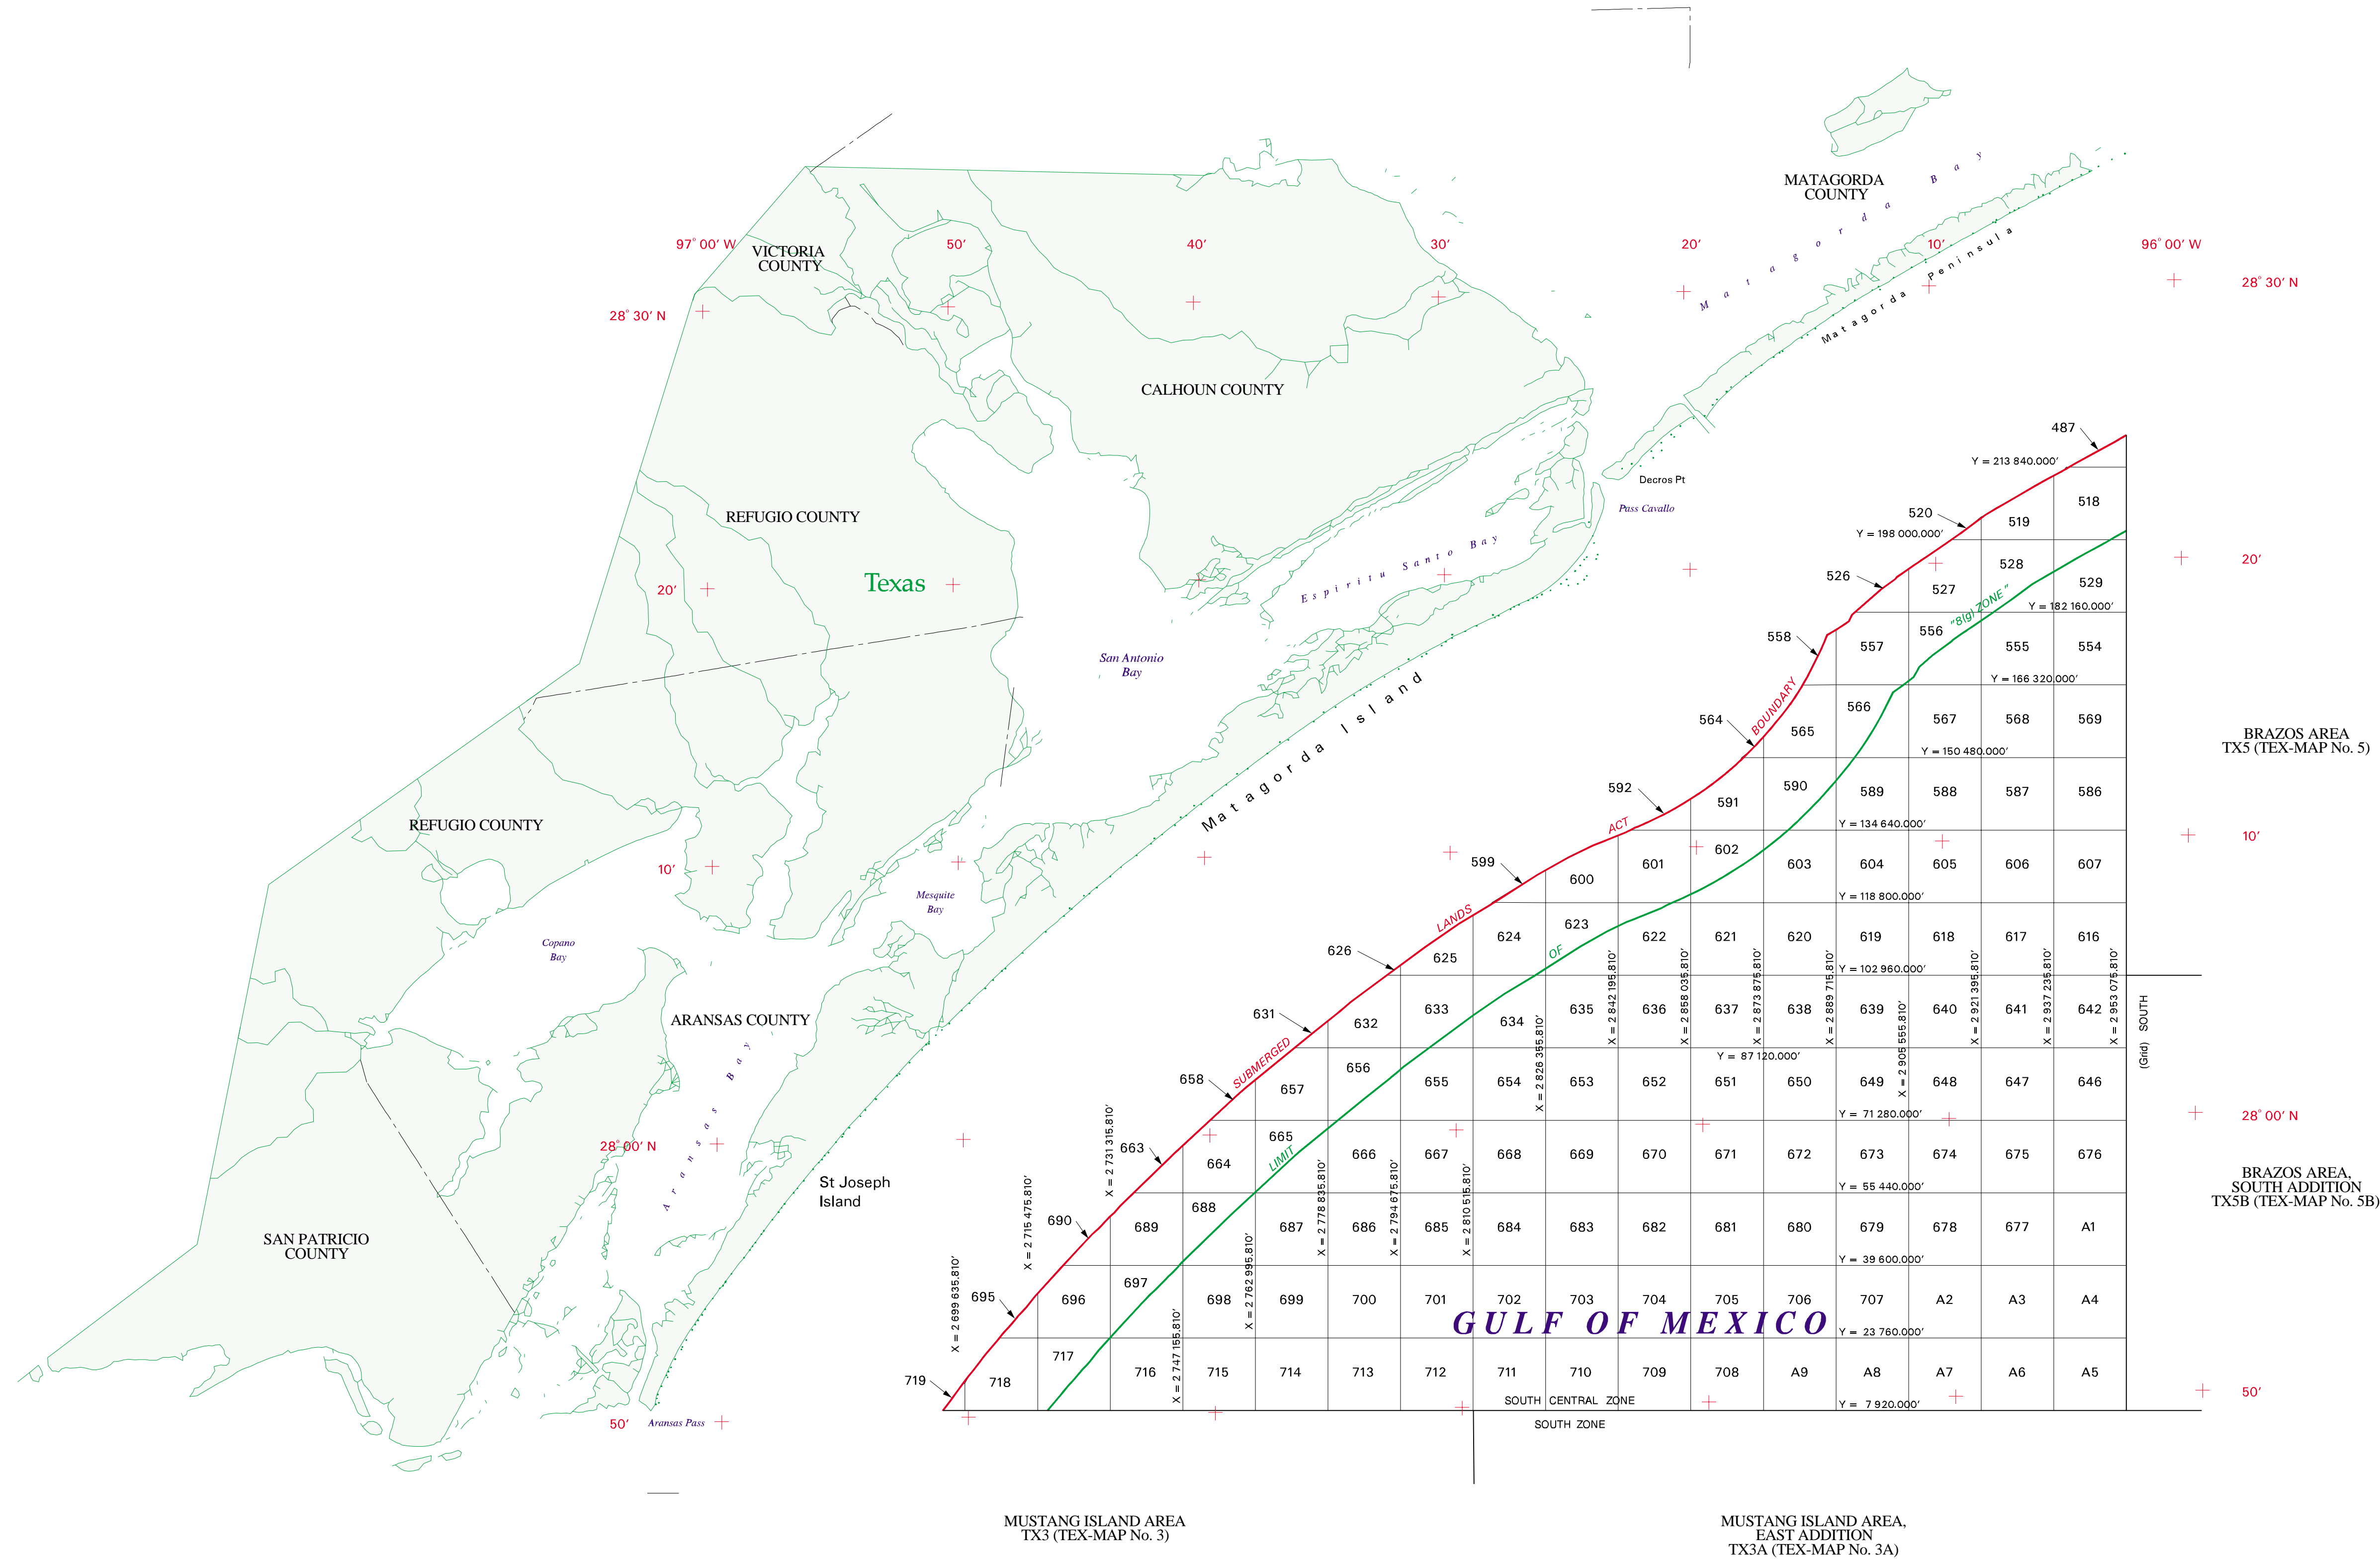 MATAGORDA
COUNTY
Matagorda Bay
Matagorda Peninsula
97° 00′ W
50′
40′
30′
20′
10′
96° 00′ W
VICTORIA
COUNTY
28° 30′ N
28° 30′ N
CALHOUN COUNTY
487
Y = 213 840.000′
Decros Pt
Pass Cavallo
518
520
519
REFUGIO COUNTY
Y = 198 000.000′
Espiritu Santo Bay
20′
528
526
529
527
Texas
20′
"8(g) ZONE"
Y = 182 160.000′
558
556
557
555
554
San Antonio
Bay
Y = 166 320.000′
Matagorda Island
BOUNDARY
564
566
565
567
568
569
BRAZOS AREA
TX5 (TEX-MAP No. 5)
Y = 150 480.000′
592
590
591
589
588
587
586
REFUGIO COUNTY
ACT
Y = 134 640.000′
10′
599
602
10′
600
601
603
604
605
606
607
Mesquite
Bay
Y = 118 800.000′
LANDS
623
Copano
Bay
626
OF
624
622
621
620
619
618
617
616
625
Y = 102 960.000′
X = 2 842 195.810′
X = 2 858 035.810′
X = 2 873 875.810′
X = 2 889 715.810′
X = 2 921 395.810′
X = 2 937 235.810′
X = 2 953 075.810′
ARANSAS COUNTY
Aransas Bay
631
632
633
634
635
636
637
638
639
640
641
642
X = 2 826 355.810′
X = 2 905 555.810′
(Grid) SOUTH
SUBMERGED
Y = 87 120.000′
658
657
656
655
654
653
652
651
650
649
648
647
646
Y = 71 280.000′
28° 00′ N
28° 00′ N
X = 2 731 315.810′
663
665
664
LIMIT
666
667
668
669
670
671
672
673
674
675
676
BRAZOS AREA,
SOUTH ADDITION
TX5B (TEX-MAP No. 5B)
St Joseph
Island
Y = 55 440.000′
X = 2 715 475.810′
X = 2 778 835.810′
X = 2 794 675.810′
X = 2 810 515.810′
690
689
688
687
686
685
684
683
682
681
680
679
678
677
A1
SAN PATRICIO
COUNTY
Y = 39 600.000′
X = 2 699 635.810′
X = 2 762 995.810′
695
696
697
698
699
700
701
702
703
704
705
706
707
A2
A3
A4
GULF OF MEXICO
Y = 23 760.000′
X = 2 747 155.810′
719
718
717
716
715
714
713
712
711
710
709
708
A9
A8
A7
A6
A5
50′
SOUTH CENTRAL ZONE
Y = 7 920.000′
50′
Aransas Pass
SOUTH ZONE
MUSTANG ISLAND AREA
TX3 (TEX-MAP No. 3)
MUSTANG ISLAND AREA,
EAST ADDITION
TX3A (TEX-MAP No. 3A)